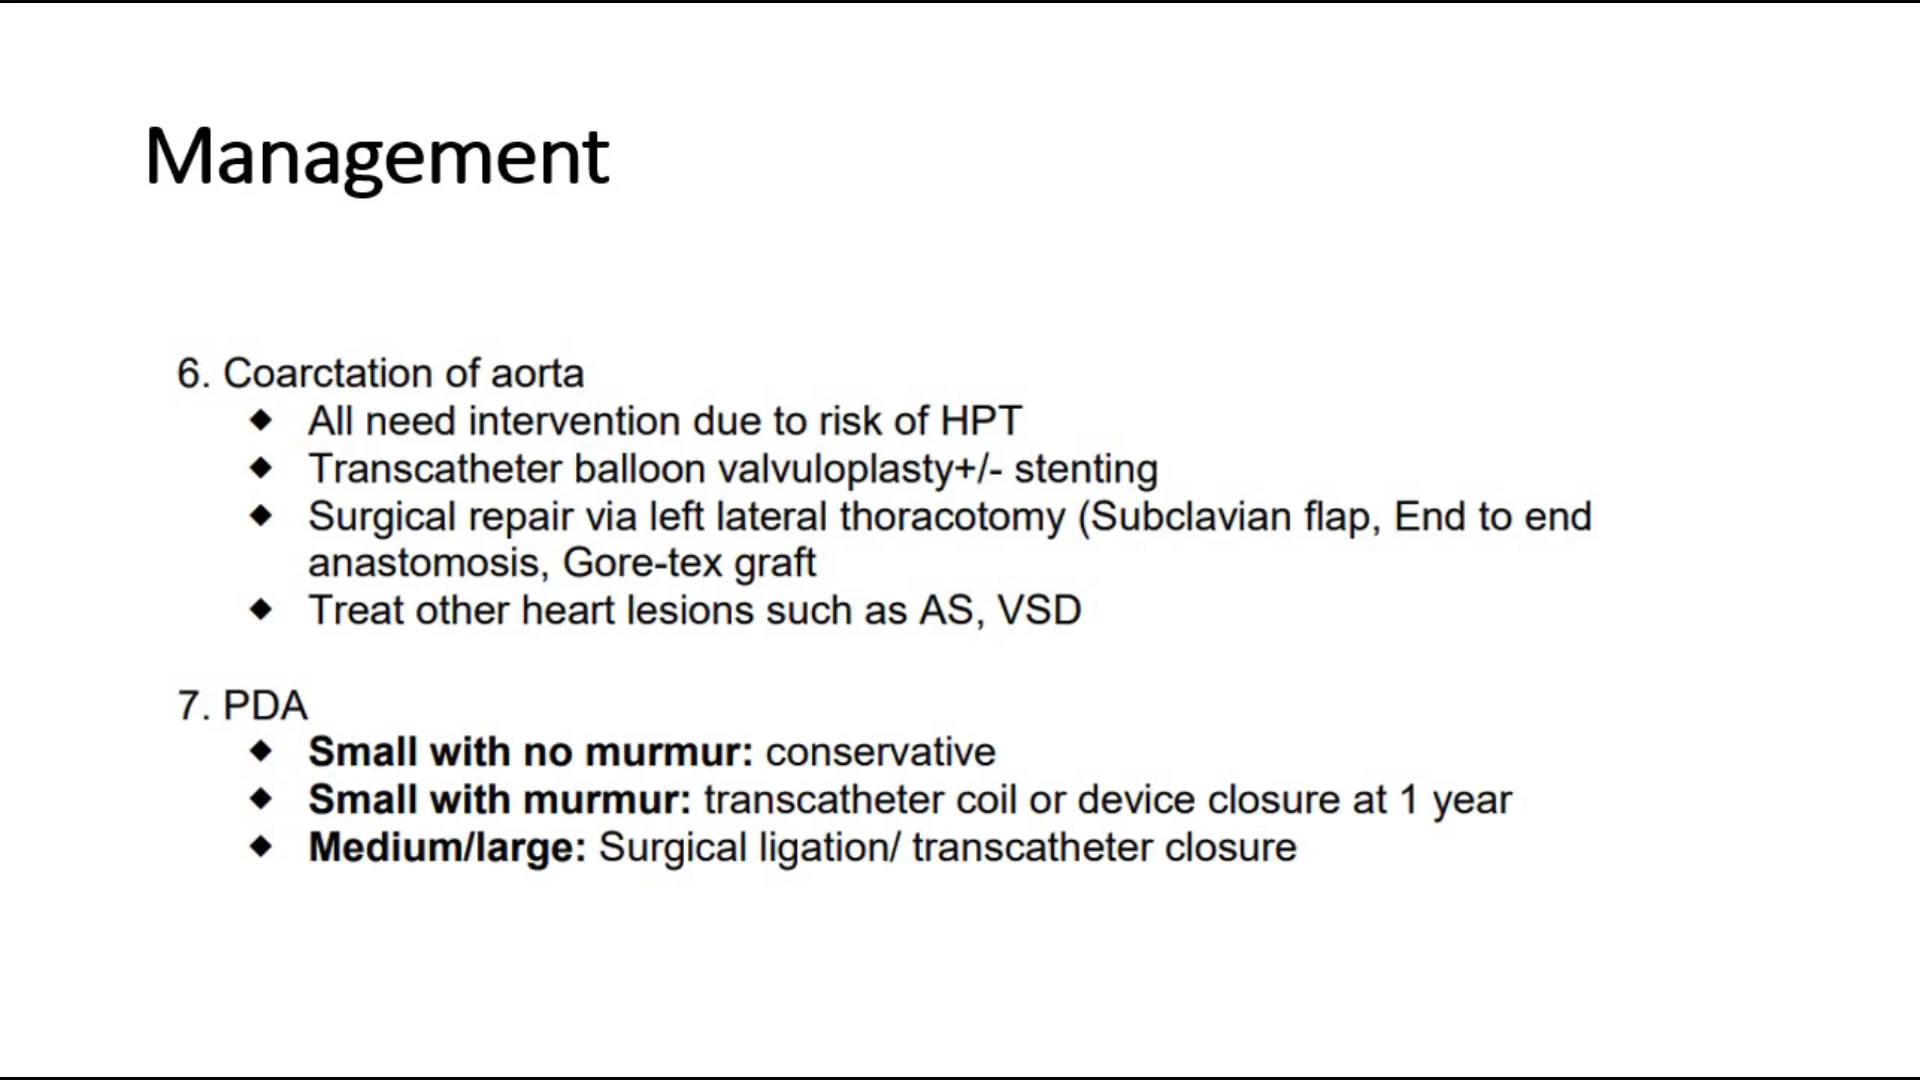 Management
6. Coarctation of aorta
◆ All need intervention due to risk of HPT
◆ Transcatheter balloon valvuloplasty+/- stenting
◆ Surgical repair via left lateral thoracotomy (Subclavian flap, End to end
anastomosis, Gore-tex graft
◆ Treat other heart lesions such as AS, VSD
7. PDA
◆ Small with no murmur: conservative
◆ Small with murmur: transcatheter coil or device closure at 1 year
◆ Medium/large: Surgical ligation/ transcatheter closure